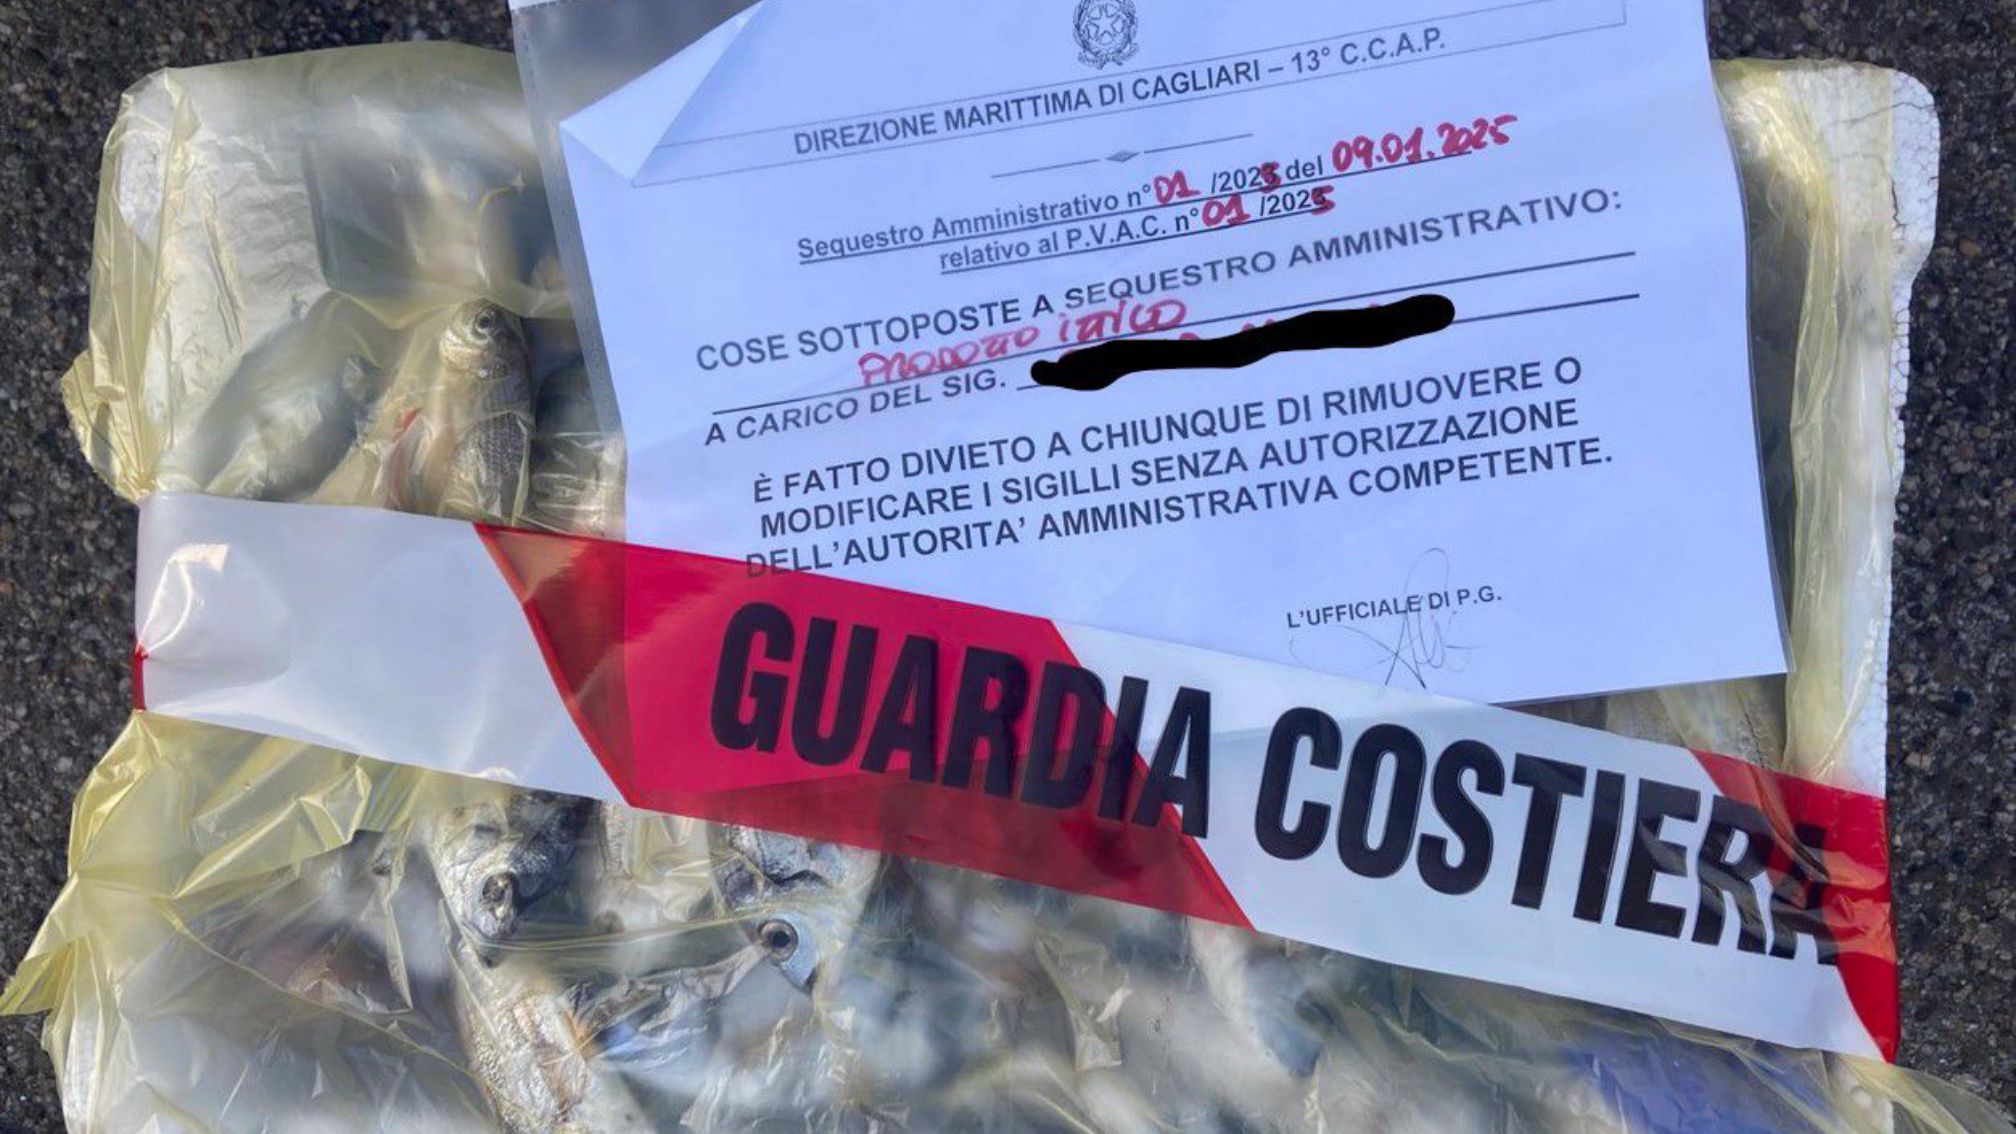 DIREZIONE MARITTIMA DI CAGLIARI – 13° C.C.A.P.
Sequestro Amministrativo n° 01 /2025 del 09.01.2025
relativo al P.V.A.C. n° 01 /2025
COSE SOTTOPOSTE A SEQUESTRO AMMINISTRATIVO:
PRODOTTO ITTICO
A CARICO DEL SIG.
È FATTO DIVIETO A CHIUNQUE DI RIMUOVERE O
MODIFICARE I SIGILLI SENZA AUTORIZZAZIONE
DELL'AUTORITA' AMMINISTRATIVA COMPETENTE.
L'UFFICIALE DI P.G.
GUARDIA COSTIERA